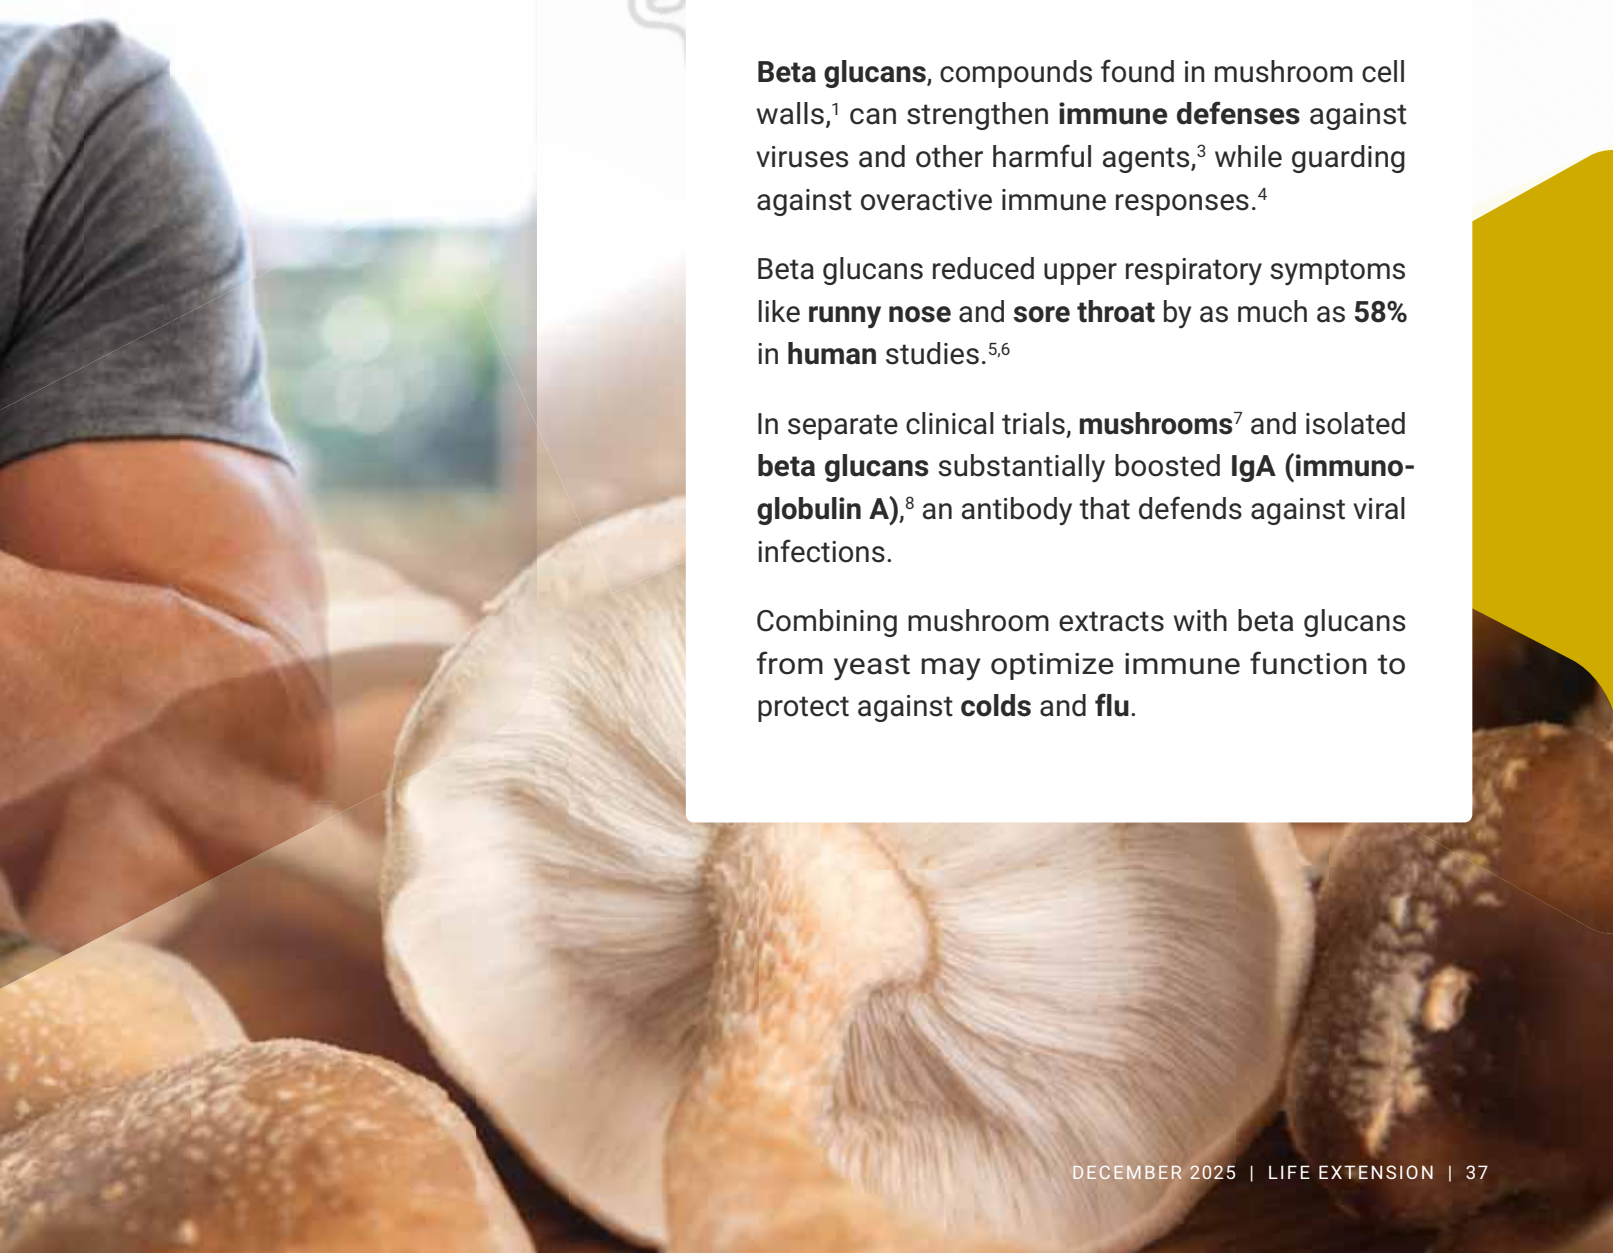 Beta glucans, compounds found in mushroom cell
walls,¹ can strengthen immune defenses against
viruses and other harmful agents,³ while guarding
against overactive immune responses.⁴
Beta glucans reduced upper respiratory symptoms
like runny nose and sore throat by as much as 58%
in human studies.⁵,⁶
In separate clinical trials, mushrooms⁷ and isolated
beta glucans substantially boosted IgA (immuno-
globulin A),⁸ an antibody that defends against viral
infections.
Combining mushroom extracts with beta glucans
from yeast may optimize immune function to
protect against colds and flu.
DECEMBER 2025 | LIFE EXTENSION | 37